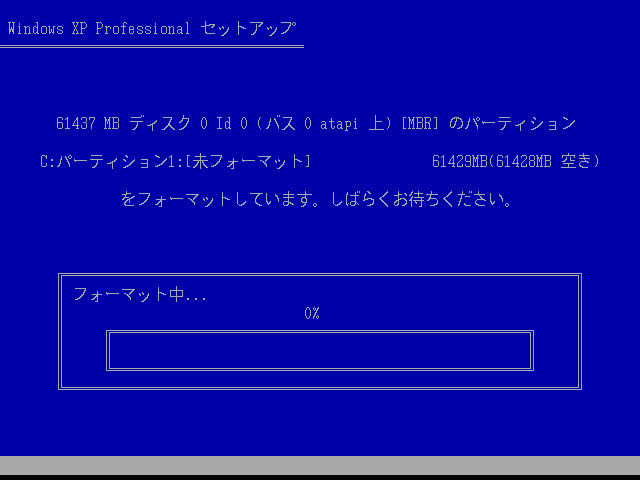 Windows XP Professional セットアップ
61437 MB ディスク 0 Id 0 (バス 0 atapi 上) [MBR] のパーティション
C:パーティション1:[未フォーマット] 61429MB(61428MB 空き)
をフォーマットしています。しばらくお待ちください。
フォーマット中...
0%